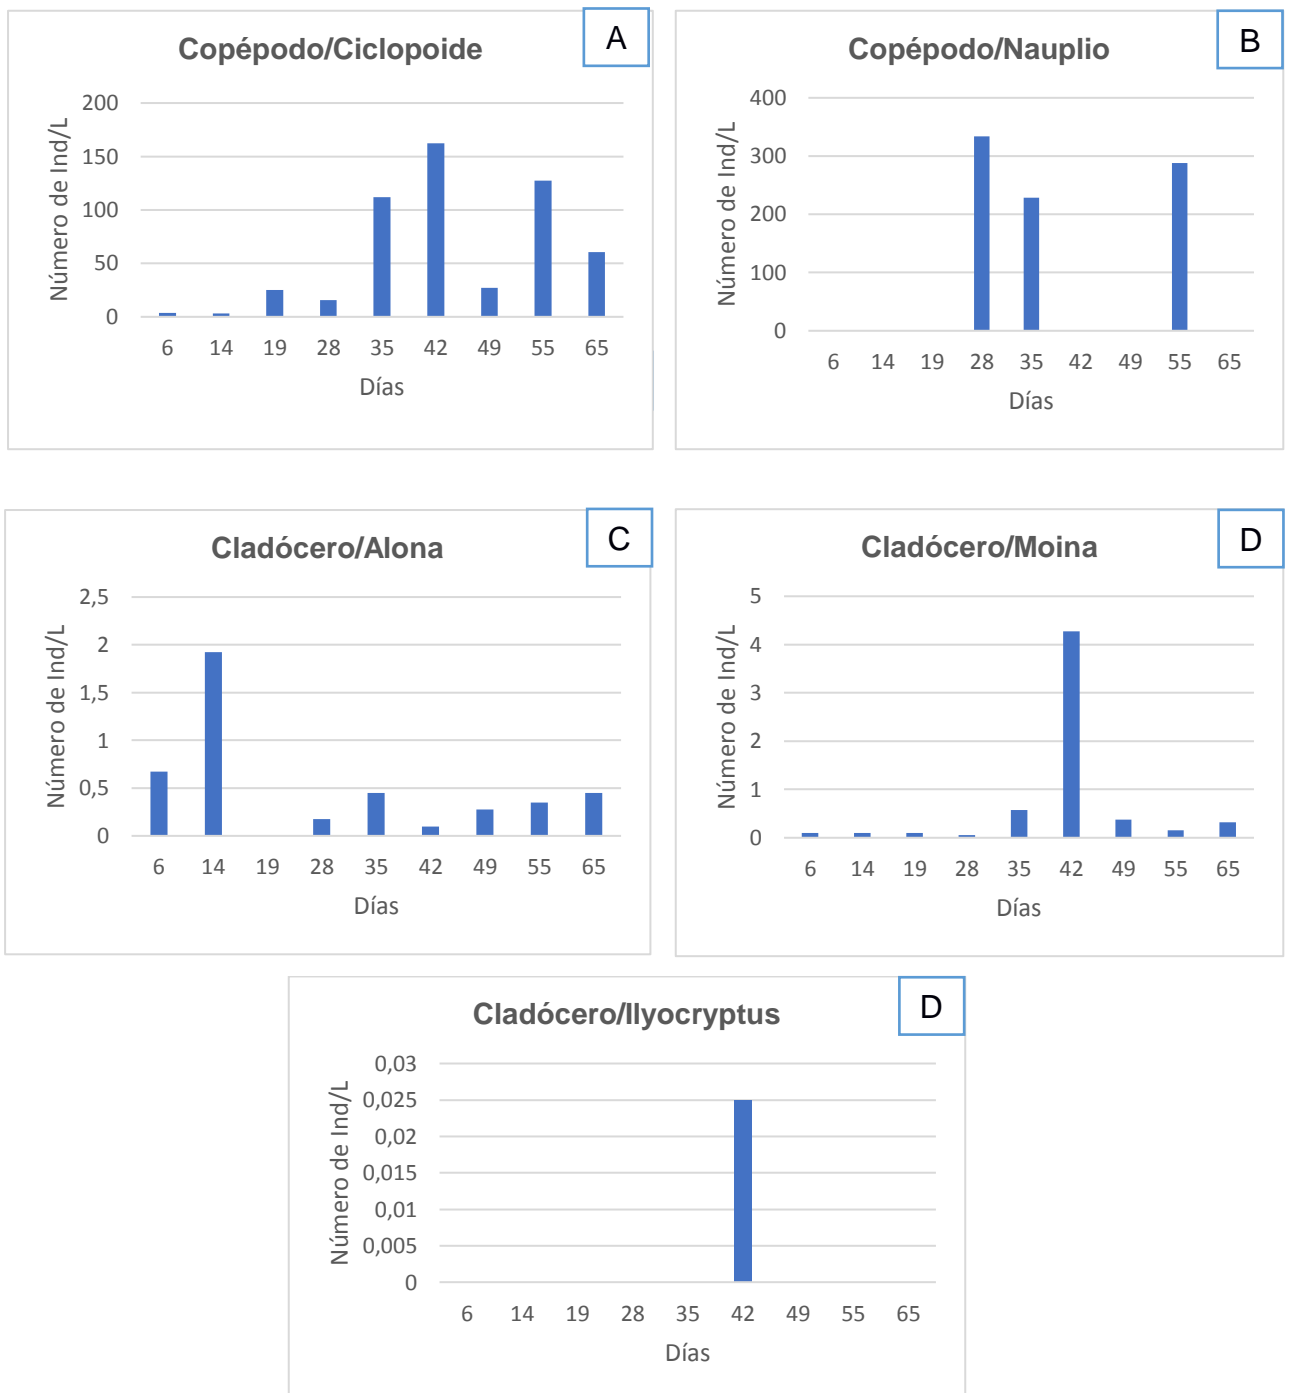 Copépodo/Ciclopoide
A
Número de Ind/L
200
150
100
50
0
6 14 19 28 35 42 49 55 65
Días
Copépodo/Nauplio
B
Número de Ind/L
400
300
200
100
0
6 14 19 28 35 42 49 55 65
Días
Cladócero/Alona
C
Número de Ind/L
2,5
2
1,5
1
0,5
0
6 14 19 28 35 42 49 55 65
Días
Cladócero/Moina
D
Número de Ind/L
5
4
3
2
1
0
6 14 19 28 35 42 49 55 65
Días
Cladócero/Ilyocryptus
D
Número de Ind/L
0,03
0,025
0,02
0,015
0,01
0,005
0
6 14 19 28 35 42 49 55 65
Días